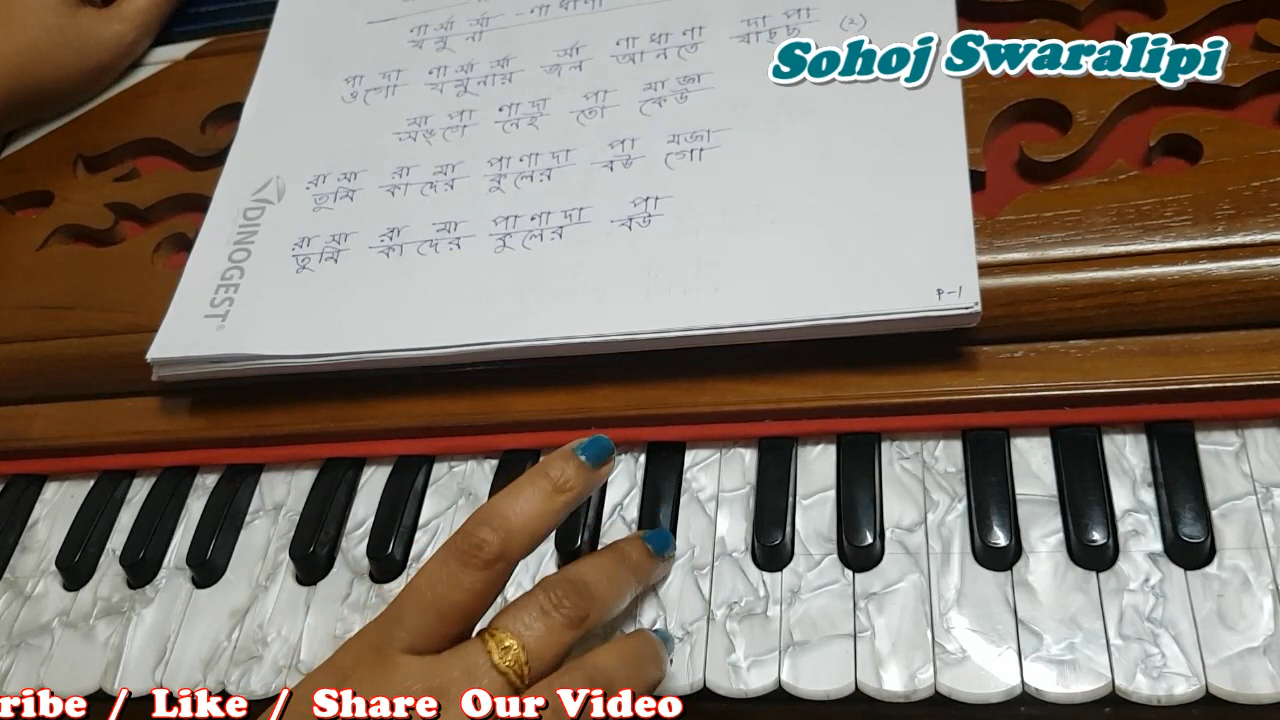 ণা র্সা র্সা - ণা ধা ণা
যমুনা
পা দা ণা র্সা র্সা র্সা ণা ধা ণা দা পা (২)
ওগো যমুনার জল আনতে যাচ্ছ
মা পা ণা দা পা মা জ্ঞা
সঙ্গে নেই তো কেউ
রা মা রা মা পা ণা দা পা মজ্ঞা
তুমি কাদের কুলের বউ গো
রা মা রা মা পা ণা দা পা
তুমি কাদের কুলের বউ
P-1
DINOGEST®
Sohoj Swaralipi
ribe / Like / Share Our Video